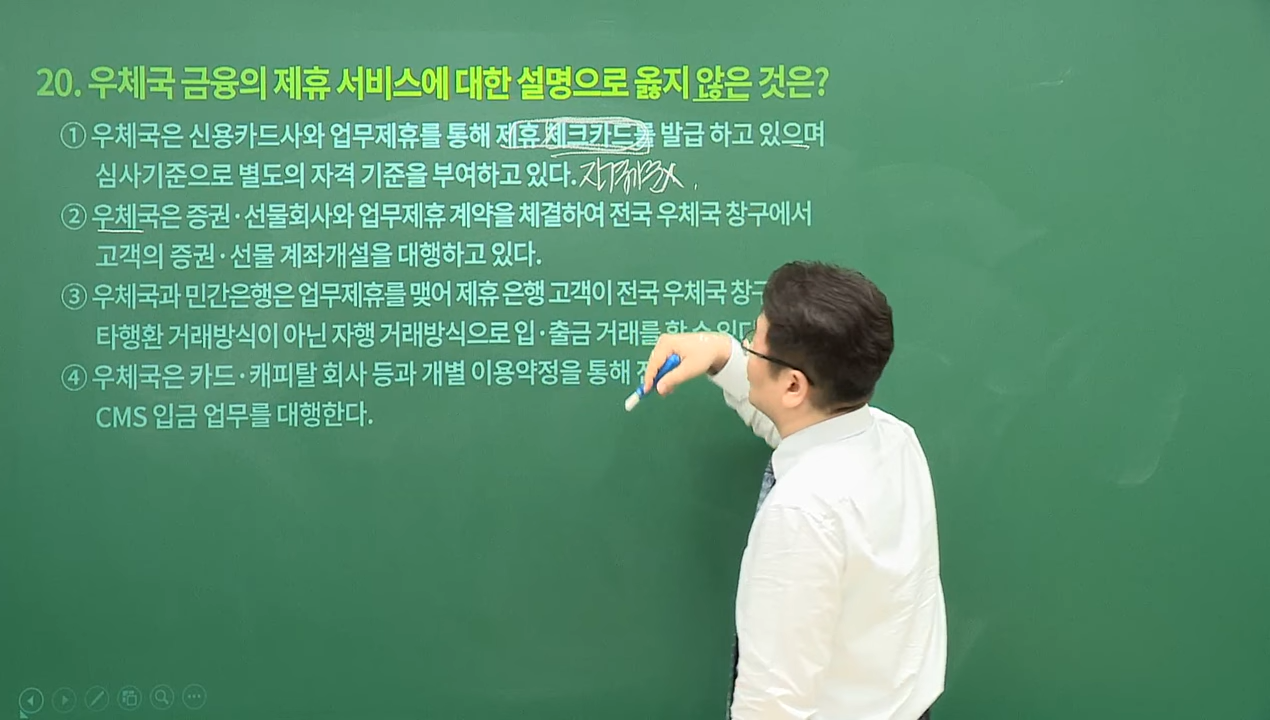 20. 우체국 금융의 제휴 서비스에 대한 설명으로 옳지 않은 것은?
① 우체국은 신용카드사와 업무제휴를 통해 제휴 체크카드를 발급 하고 있으며
심사기준으로 별도의 자격 기준을 부여하고 있다.
② 우체국은 증권·선물회사와 업무제휴 계약을 체결하여 전국 우체국 창구에서
고객의 증권·선물 계좌개설을 대행하고 있다.
③ 우체국과 민간은행은 업무제휴를 맺어 제휴 은행 고객이 전국 우체국 창구
타행환 거래방식이 아닌 자행 거래방식으로 입·출금 거래를 할 수 있다
④ 우체국은 카드·캐피탈 회사 등과 개별 이용약정을 통해
CMS 입금 업무를 대행한다.